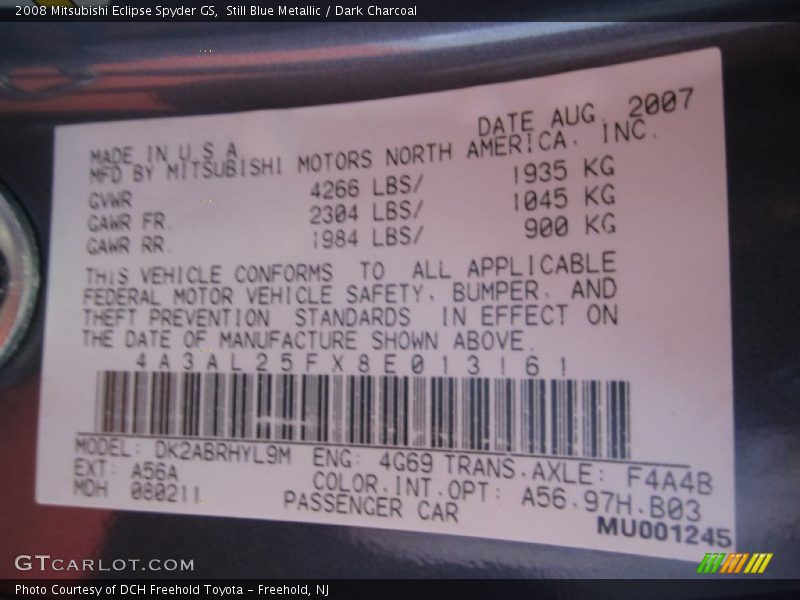 2008 Mitsubishi Eclipse Spyder GS, Still Blue Metallic / Dark Charcoal
DATE AUG. 2007
MADE IN U.S.A.
MFD BY MITSUBISHI MOTORS NORTH AMERICA, INC.
GVWR 4266 LBS/ 1935 KG
GAWR FR. 2304 LBS/ 1045 KG
GAWR RR. 1984 LBS/ 900 KG
THIS VEHICLE CONFORMS TO ALL APPLICABLE
FEDERAL MOTOR VEHICLE SAFETY, BUMPER, AND
THEFT PREVENTION STANDARDS IN EFFECT ON
THE DATE OF MANUFACTURE SHOWN ABOVE.
4A3AL25FX8E013161
MODEL: DK2ABRHYL9M ENG: 4G69 TRANS.AXLE: F4A4B
EXT: A56A COLOR.INT.OPT: A56.97H.B03
MDH 080211 PASSENGER CAR
MU001245
GTCARLOT.COM
Photo Courtesy of DCH Freehold Toyota - Freehold, NJ